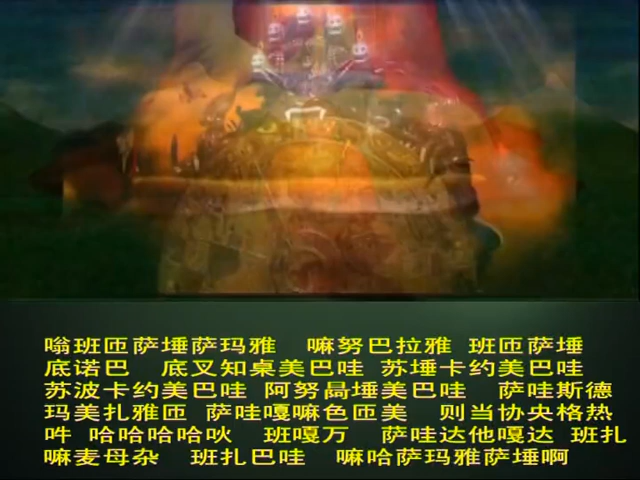 嗡班匝萨埵萨玛雅 嘛努巴拉雅 班匝萨埵
底诺巴 底叉知桌美巴哇 苏埵卡约美巴哇
苏波卡约美巴哇 阿努晑埵美巴哇 萨哇斯德
玛美扎雅匝 萨哇嘎嘛色匝美 则当协央格热
吽 哈哈哈哈吙 班嘎万 萨哇达他嘎达 班扎
嘛麦母杂 班扎巴哇 嘛哈萨玛雅萨埵啊